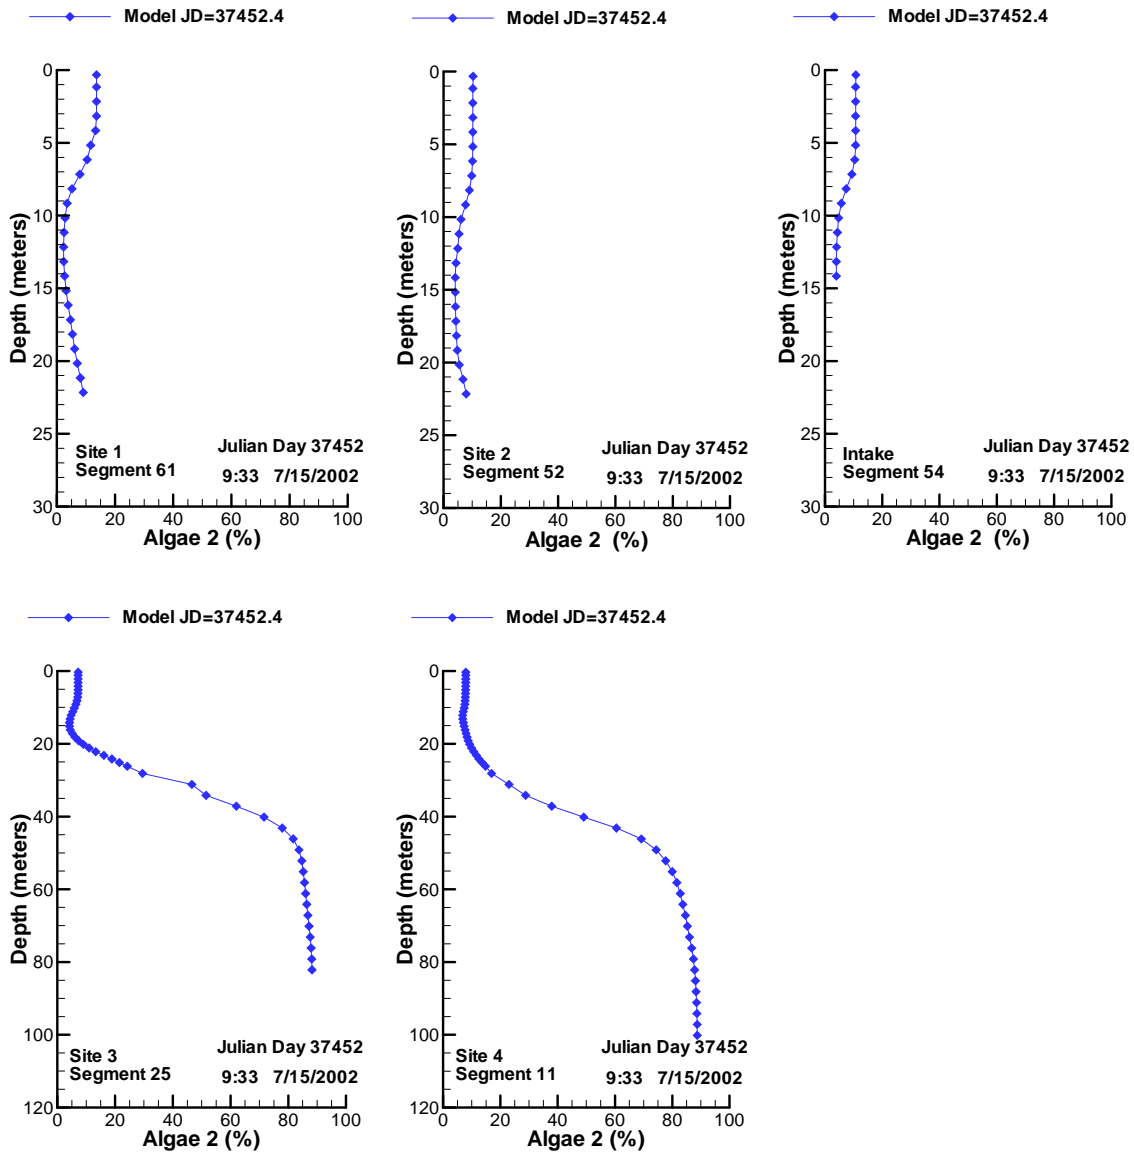 Model JD=37452.4
0
5
10
15
20
25
30
Depth (meters)
Site 1
Segment 61
Julian Day 37452
9:33 7/15/2002
0 20 40 60 80 100
Algae 2 (%)
Model JD=37452.4
0
5
10
15
20
25
30
Depth (meters)
Site 2
Segment 52
Julian Day 37452
9:33 7/15/2002
0 20 40 60 80 100
Algae 2 (%)
Model JD=37452.4
0
5
10
15
20
25
30
Depth (meters)
Intake
Segment 54
Julian Day 37452
9:33 7/15/2002
0 20 40 60 80 100
Algae 2 (%)
Model JD=37452.4
0
20
40
60
80
100
120
Depth (meters)
Site 3
Segment 25
Julian Day 37452
9:33 7/15/2002
0 20 40 60 80 100
Algae 2 (%)
Model JD=37452.4
0
20
40
60
80
100
120
Depth (meters)
Site 4
Segment 11
Julian Day 37452
9:33 7/15/2002
0 20 40 60 80 100
Algae 2 (%)